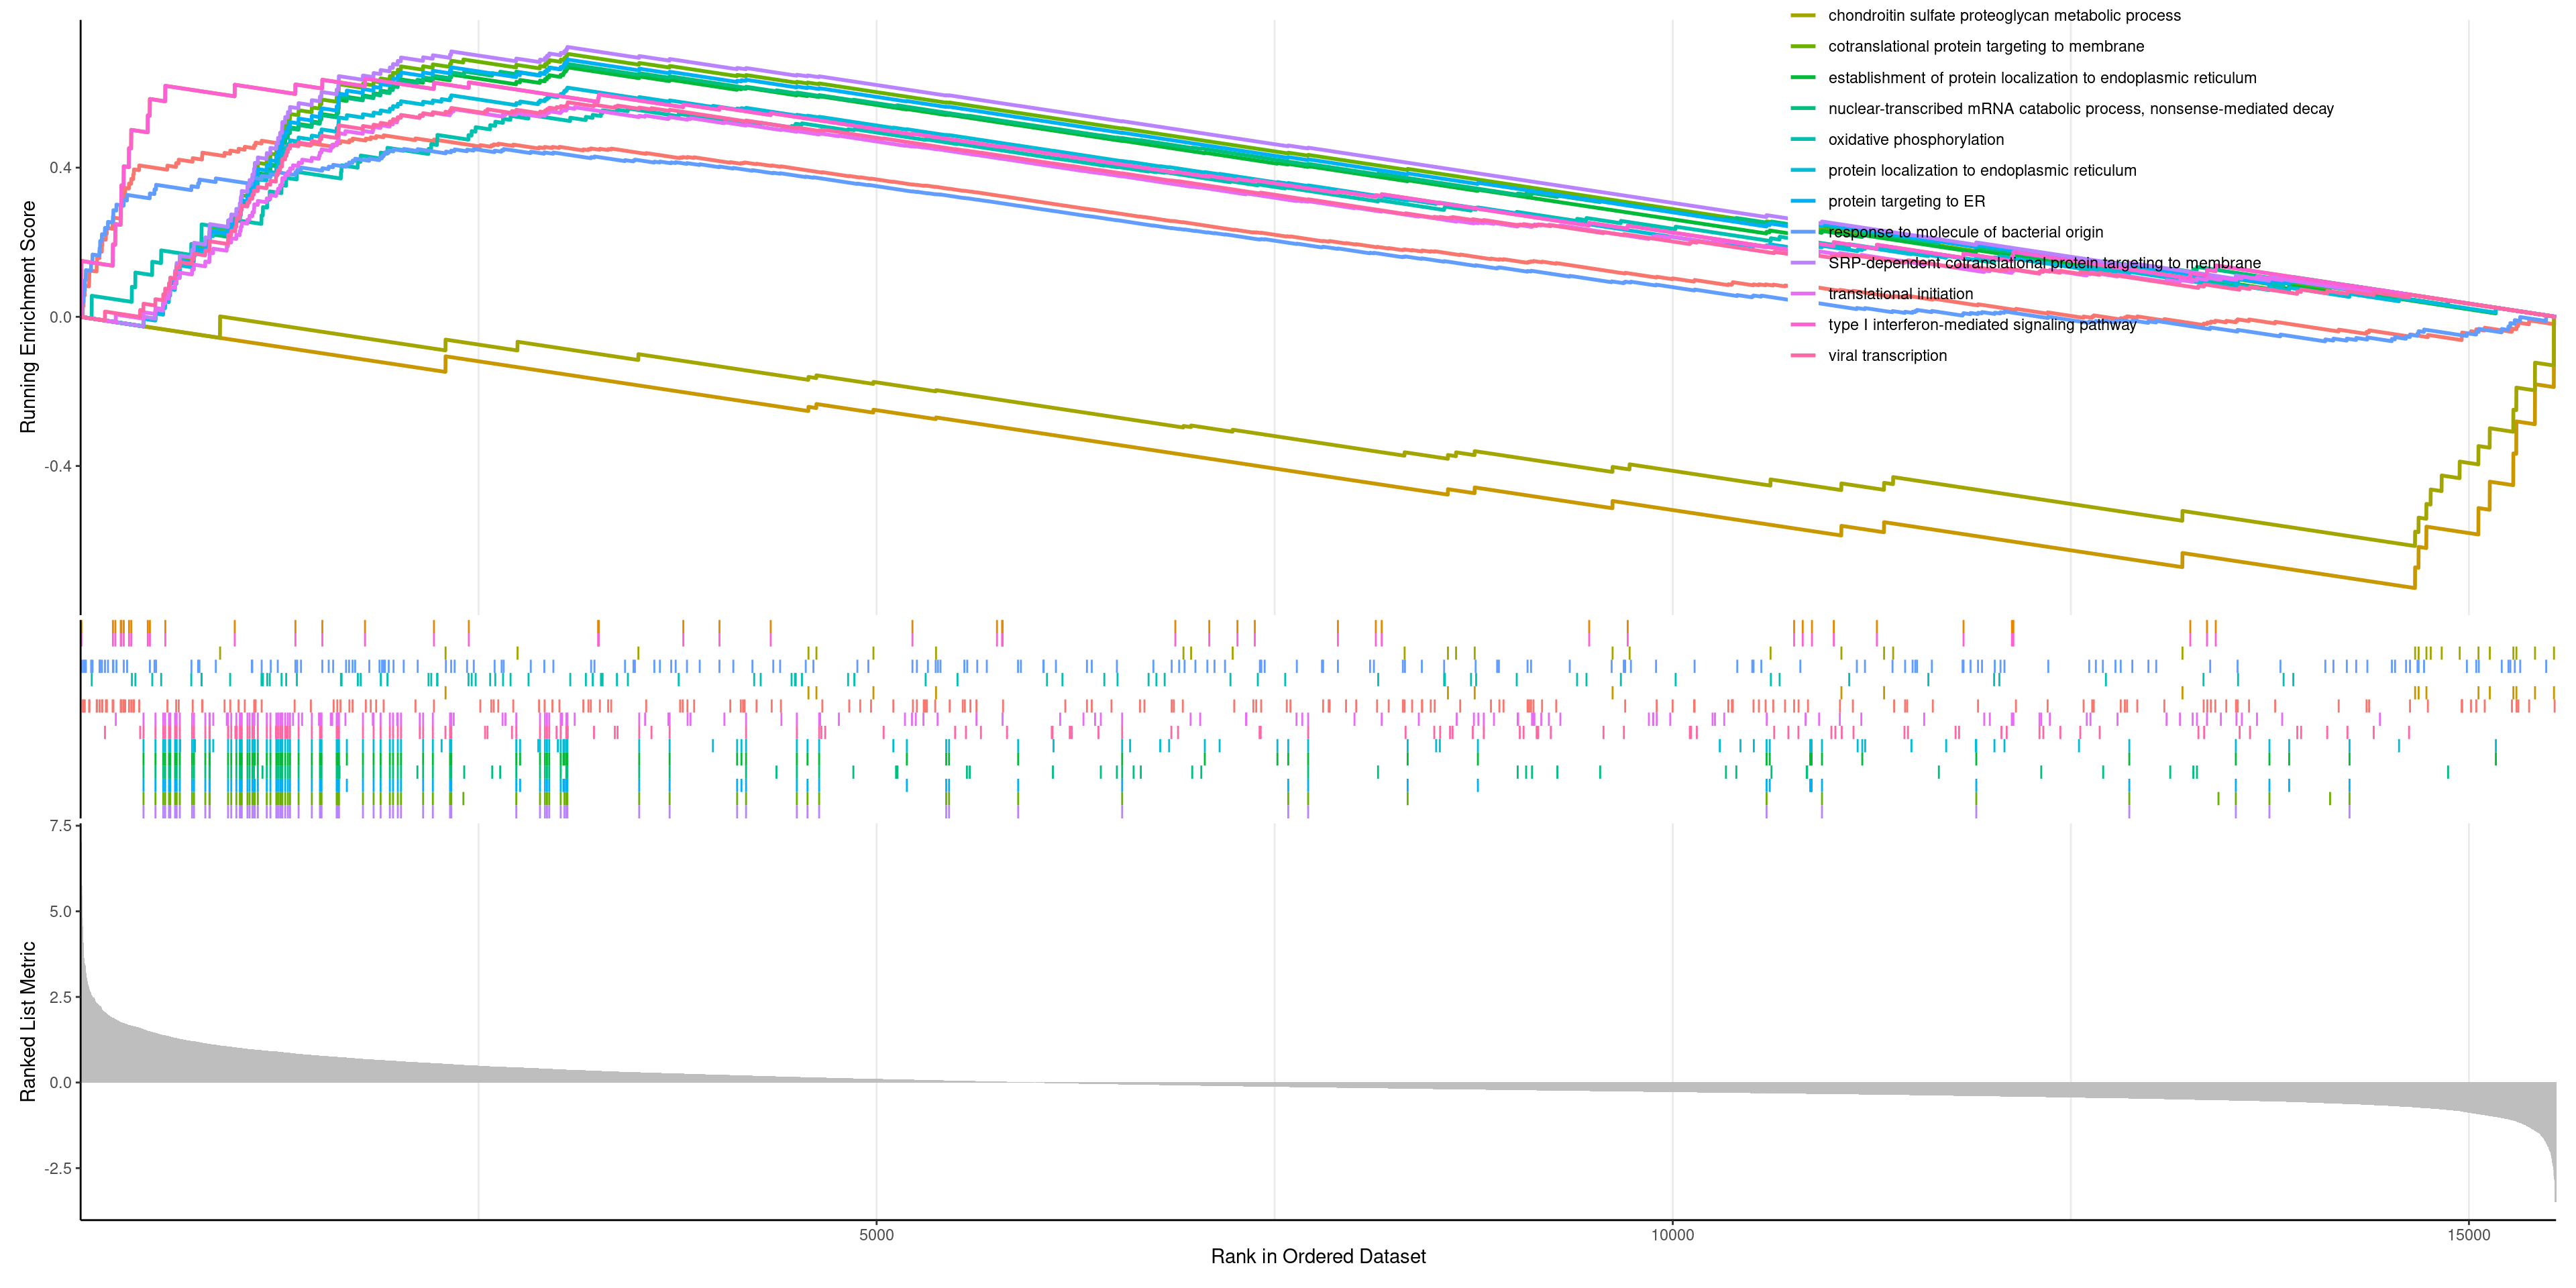 chondroitin sulfate proteoglycan metabolic process
cotranslational protein targeting to membrane
establishment of protein localization to endoplasmic reticulum
nuclear-transcribed mRNA catabolic process, nonsense-mediated decay
oxidative phosphorylation
protein localization to endoplasmic reticulum
protein targeting to ER
response to molecule of bacterial origin
SRP-dependent cotranslational protein targeting to membrane
translational initiation
type I interferon-mediated signaling pathway
viral transcription
Running Enrichment Score
0.4
0.0
-0.4
Ranked List Metric
7.5
5.0
2.5
0.0
-2.5
5000
10000
15000
Rank in Ordered Dataset